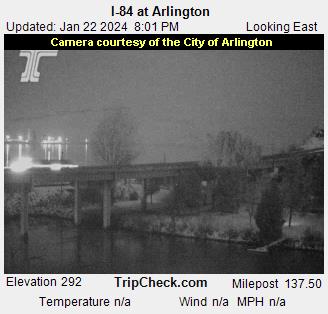 I-84 at Arlington
Updated: Jan 22 2024 8:01 PM Looking East
Camera courtesy of the City of Arlington
Elevation 292 TripCheck.com Milepost 137.50
Temperature n/a Wind n/a MPH n/a